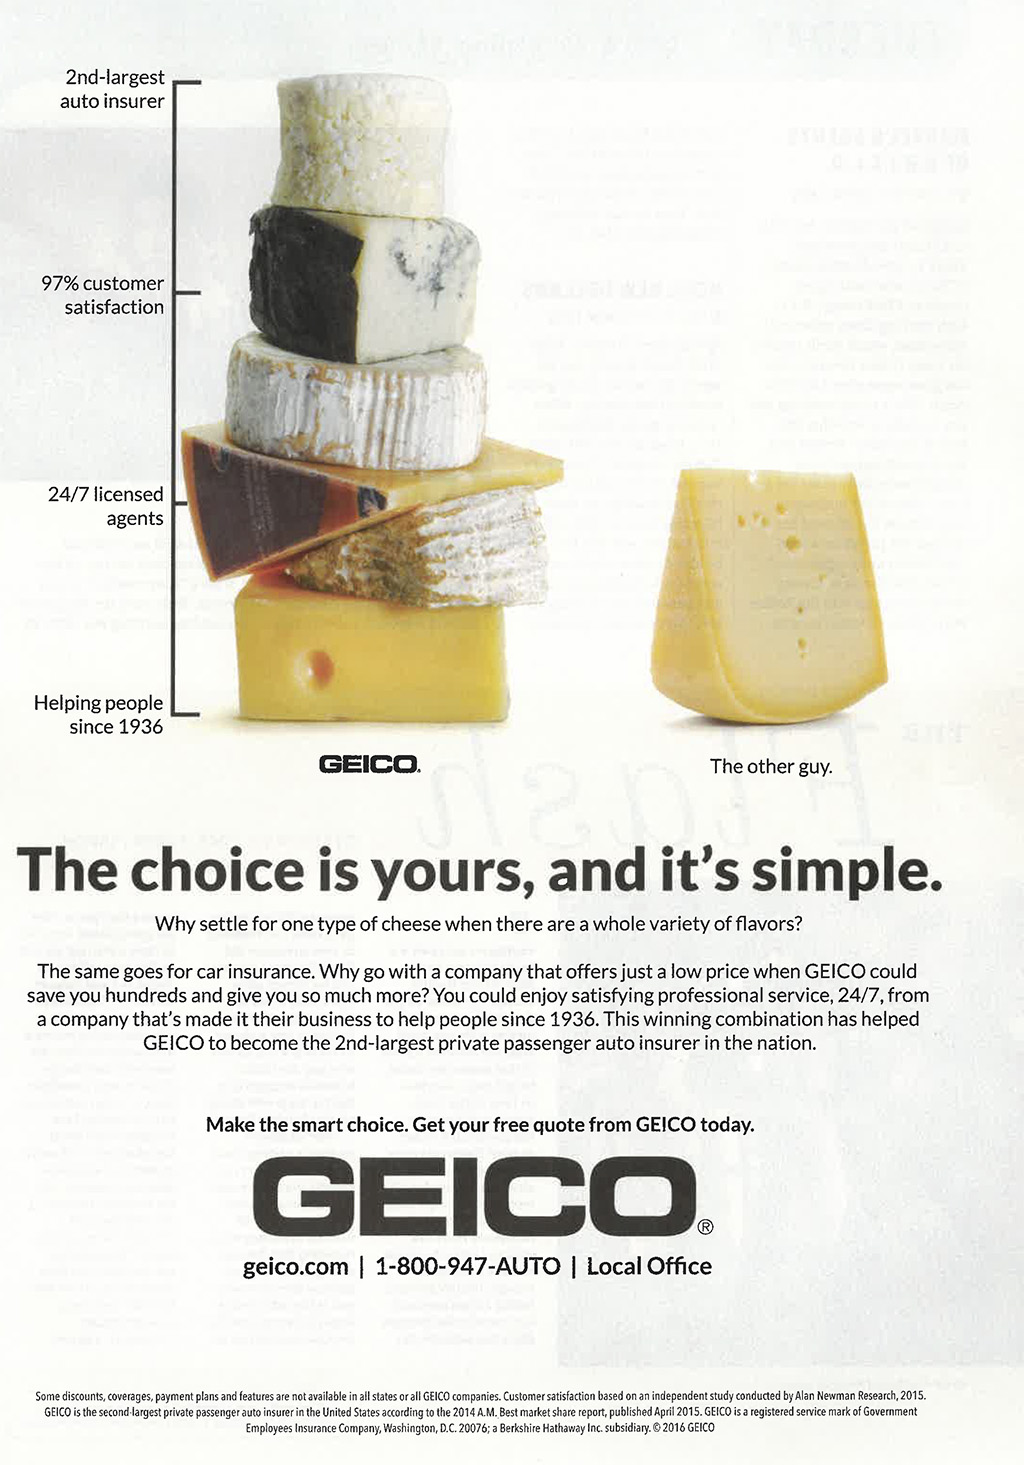 2nd-largest
auto insurer
97% customer
satisfaction
24/7 licensed
agents
Helping people
since 1936
GEICO.
The other guy.
The choice is yours, and it's simple.
Why settle for one type of cheese when there are a whole variety of flavors?
The same goes for car insurance. Why go with a company that offers just a low price when GEICO could
save you hundreds and give you so much more? You could enjoy satisfying professional service, 24/7, from
a company that's made it their business to help people since 1936. This winning combination has helped
GEICO to become the 2nd-largest private passenger auto insurer in the nation.
Make the smart choice. Get your free quote from GEICO today.
GEICO®
geico.com | 1-800-947-AUTO | Local Office
Some discounts, coverages, payment plans and features are not available in all states or all GEICO companies. Customer satisfaction based on an independent study conducted by Alan Newman Research, 2015.
GEICO is the second-largest private passenger auto insurer in the United States according to the 2014 A.M. Best market share report, published April 2015. GEICO is a registered service mark of Government
Employees Insurance Company, Washington, D.C. 20076; a Berkshire Hathaway Inc. subsidiary. © 2016 GEICO